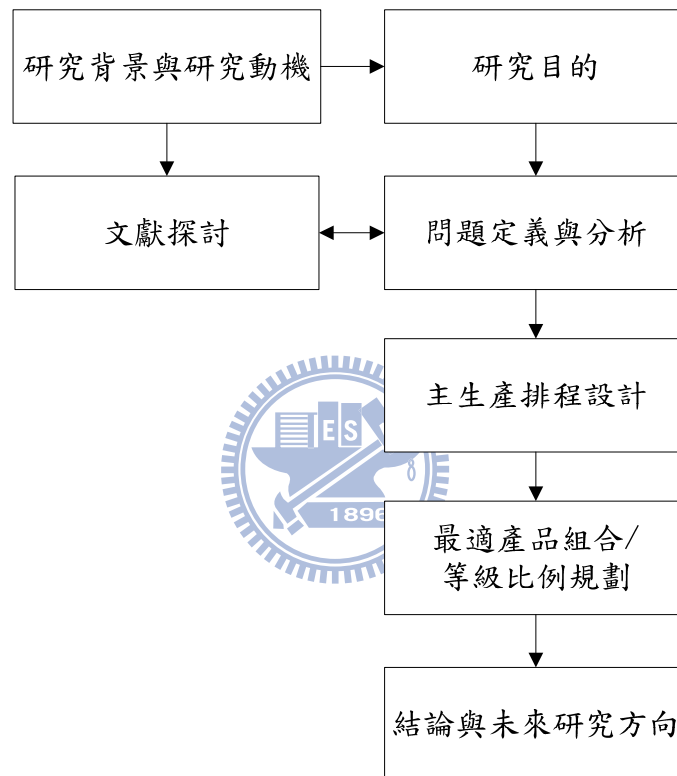 研究背景與研究動機
研究目的
文獻探討
問題定義與分析
主生產排程設計
ES
1896
最適產品組合/
等級比例規劃
結論與未來研究方向